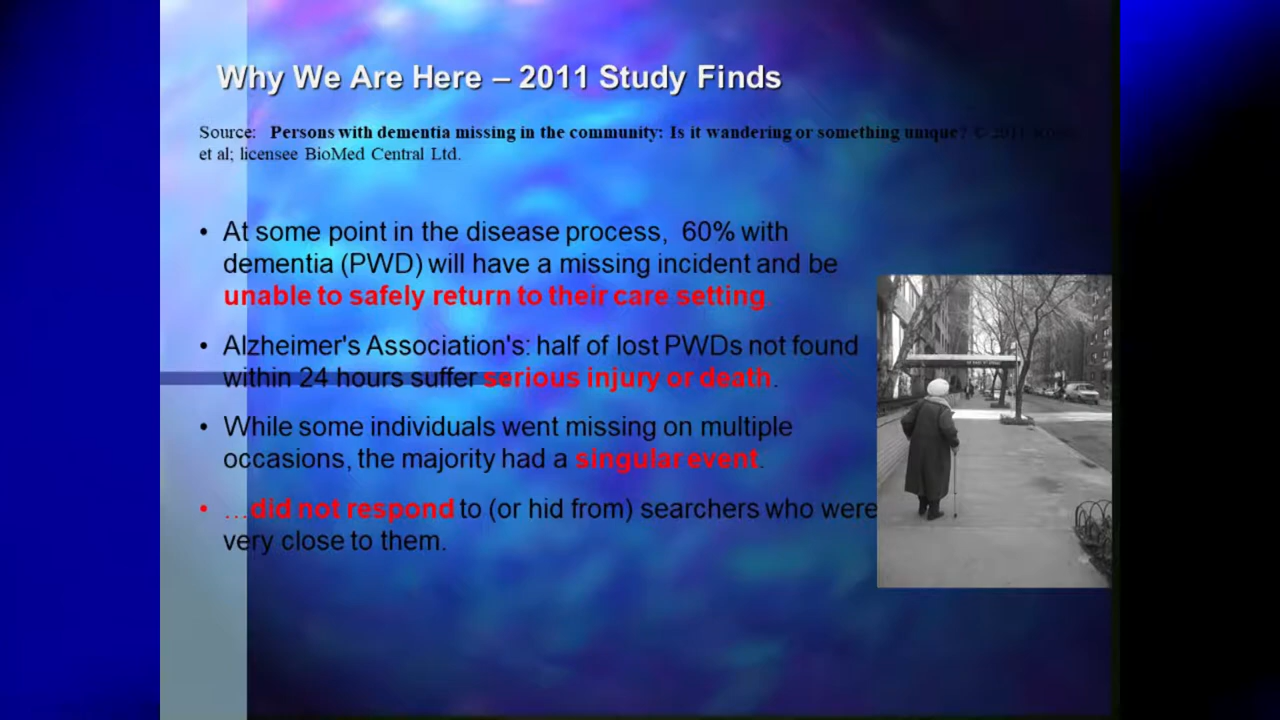 Why We Are Here – 2011 Study Finds
Source: Persons with dementia missing in the community: Is it wandering or something unique? © 2011
et al; licensee BioMed Central Ltd.
• At some point in the disease process, 60% with
dementia (PWD) will have a missing incident and be
unable to safely return to their care setting.
• Alzheimer's Association's: half of lost PWDs not found
within 24 hours suffer serious injury or death.
• While some individuals went missing on multiple
occasions, the majority had a singular event.
• …did not respond to (or hid from) searchers who were
very close to them.